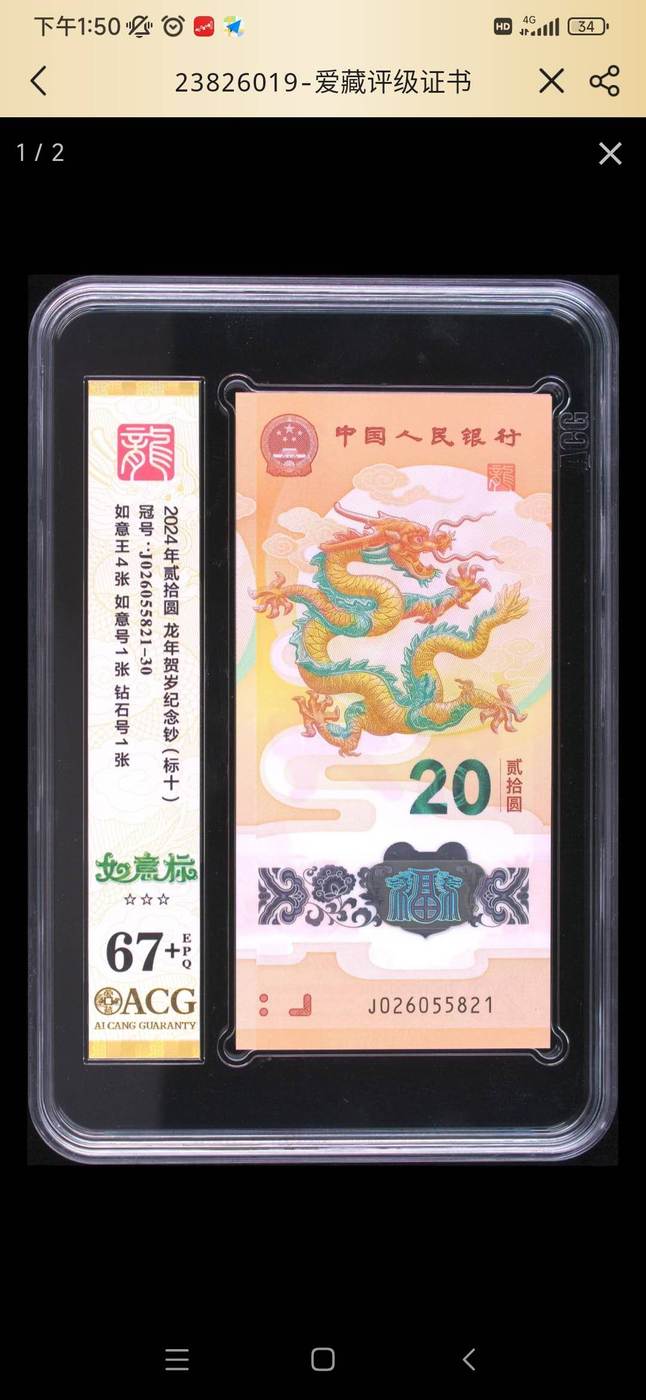 下午1:50
HD 4G 34
23826019-爱藏评级证书
1 / 2
龍
2024年贰拾圆 龙年贺岁纪念钞（标十）
冠号：J026055821-30
如意王4张 如意号1张 钻石号1张
如意标
☆☆☆
67+EPQ
ACG
AI CANG GUARANTY
中国人民银行
龍
20
贰拾圆
福
J026055821
ACG